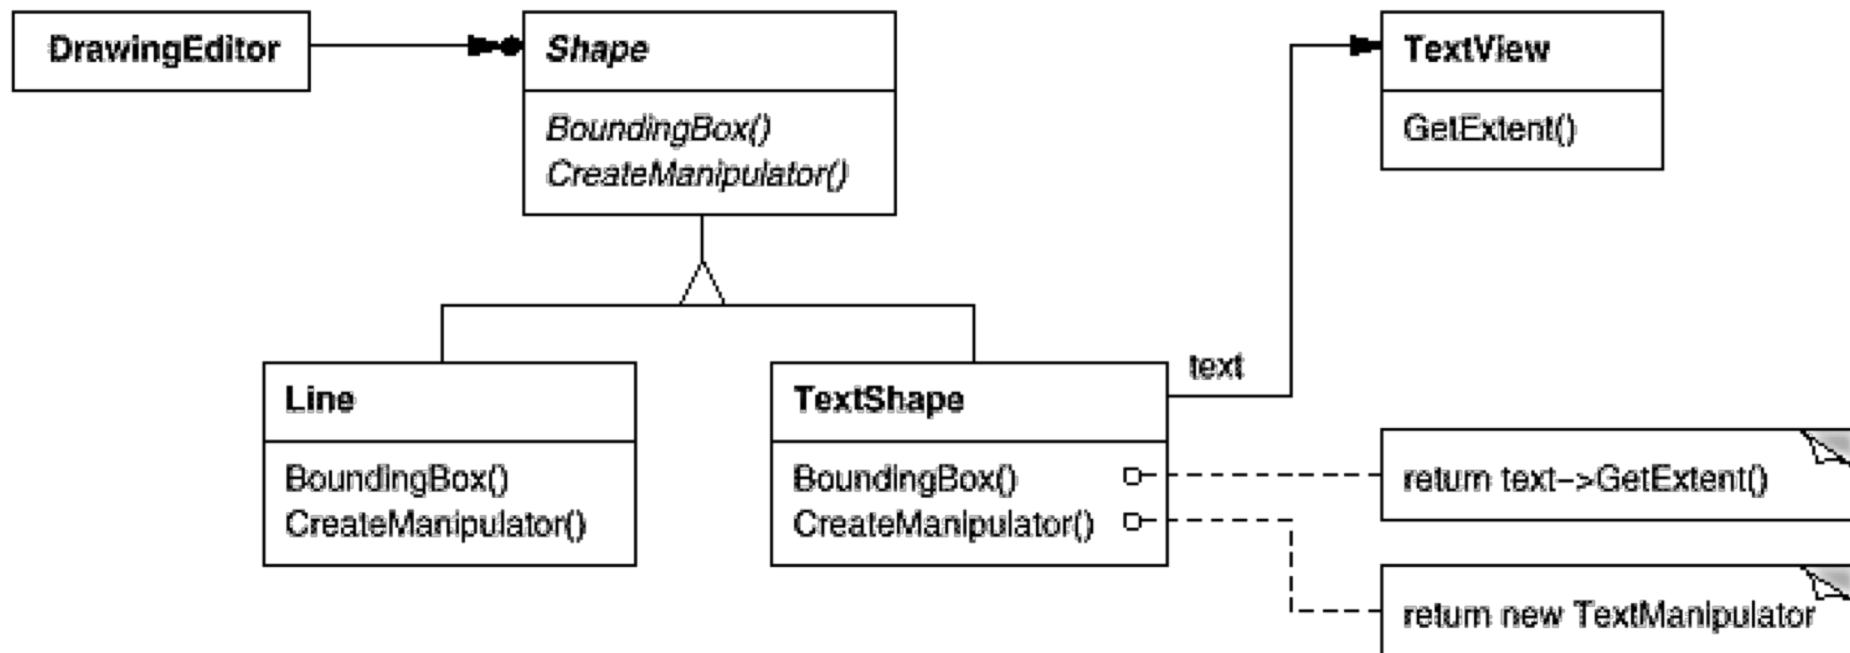 DrawingEditor
Shape
BoundingBox()
CreateManipulator()
TextView
GetExtent()
Line
BoundingBox()
CreateManipulator()
TextShape
BoundingBox()
CreateManipulator()
text
return text->GetExtent()
return new TextManipulator